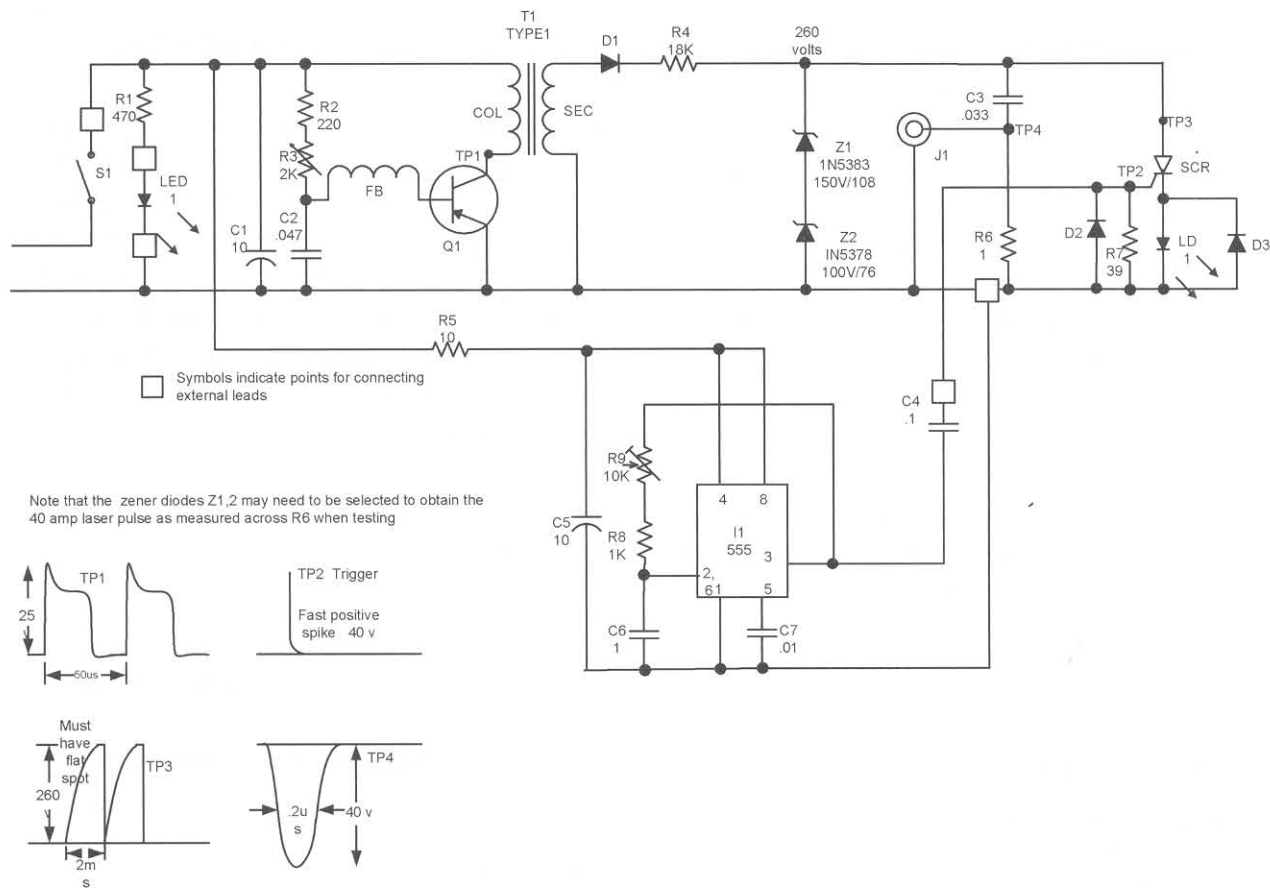 T1
TYPE1
D1
R4
18K
260
volts
R1
470
R2
220
COL
SEC
C3
.033
TP3
TP4
J1
S1
R3
2K
TP1
Z1
1N5383
150V/108
SCR
TP2
LED
1
FB
C1
10
C2
.047
Q1
Z2
IN5378
100V/76
R6
1
D2
R7
39
LD
1
D3
R5
10
Symbols indicate points for connecting
external leads
C4
.1
R9
10K
Note that the zener diodes Z1,2 may need to be selected to obtain the
40 amp laser pulse as measured across R6 when testing
4
8
C5
10
R8
1K
I1
555
3
2,
61
5
TP1
25
v
50us
TP2 Trigger
Fast positive
spike 40 v
C6
1
C7
.01
Must
have
flat
spot
TP3
260
v
2m
s
TP4
.2u
s
40 v